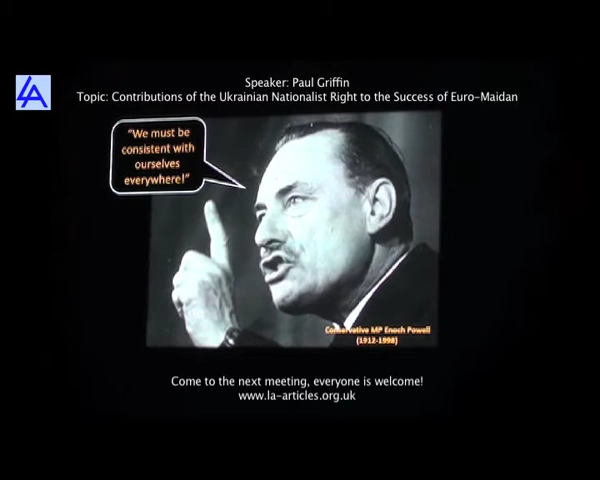 LA
Speaker: Paul Griffin
Topic: Contributions of the Ukrainian Nationalist Right to the Success of Euro-Maidan
"We must be
consistent with
ourselves
everywhere!"
Conservative MP Enoch Powell
(1912-1998)
Come to the next meeting, everyone is welcome!
www.la-articles.org.uk